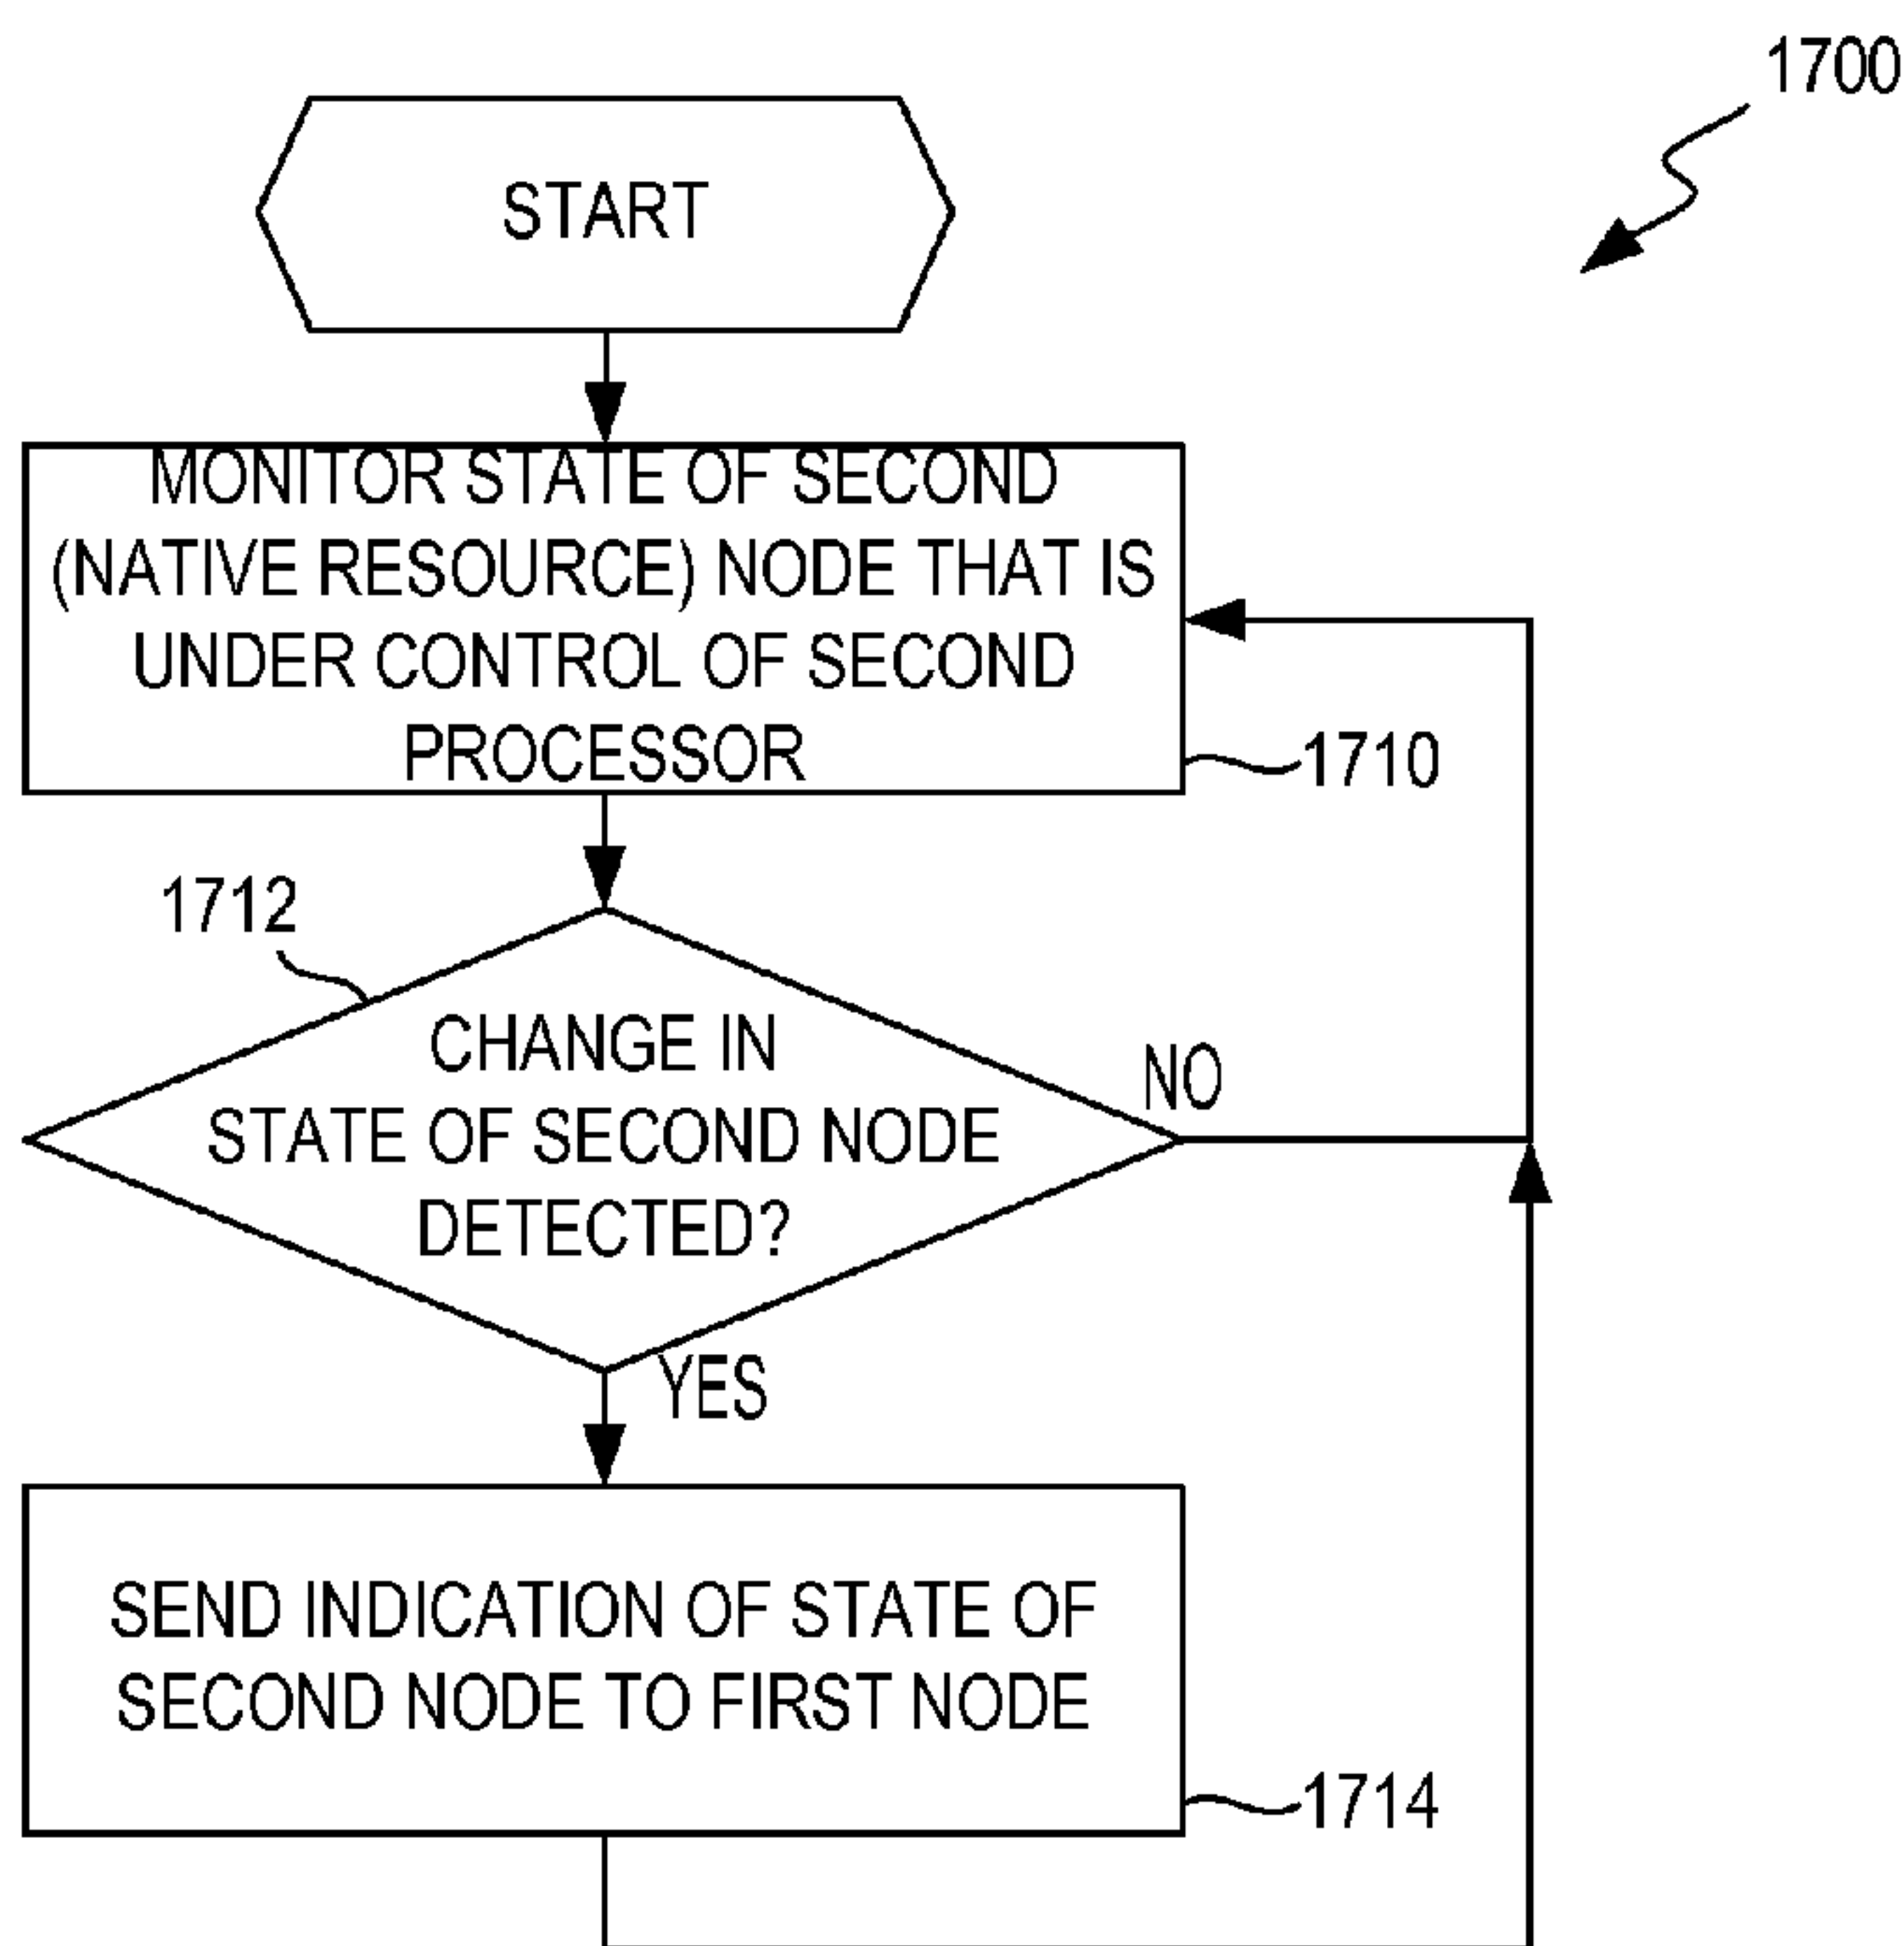 1700
START
MONITOR STATE OF SECOND
(NATIVE RESOURCE) NODE THAT IS
UNDER CONTROL OF SECOND
PROCESSOR
1710
1712
CHANGE IN
STATE OF SECOND NODE
DETECTED?
NO
YES
SEND INDICATION OF STATE OF
SECOND NODE TO FIRST NODE
1714